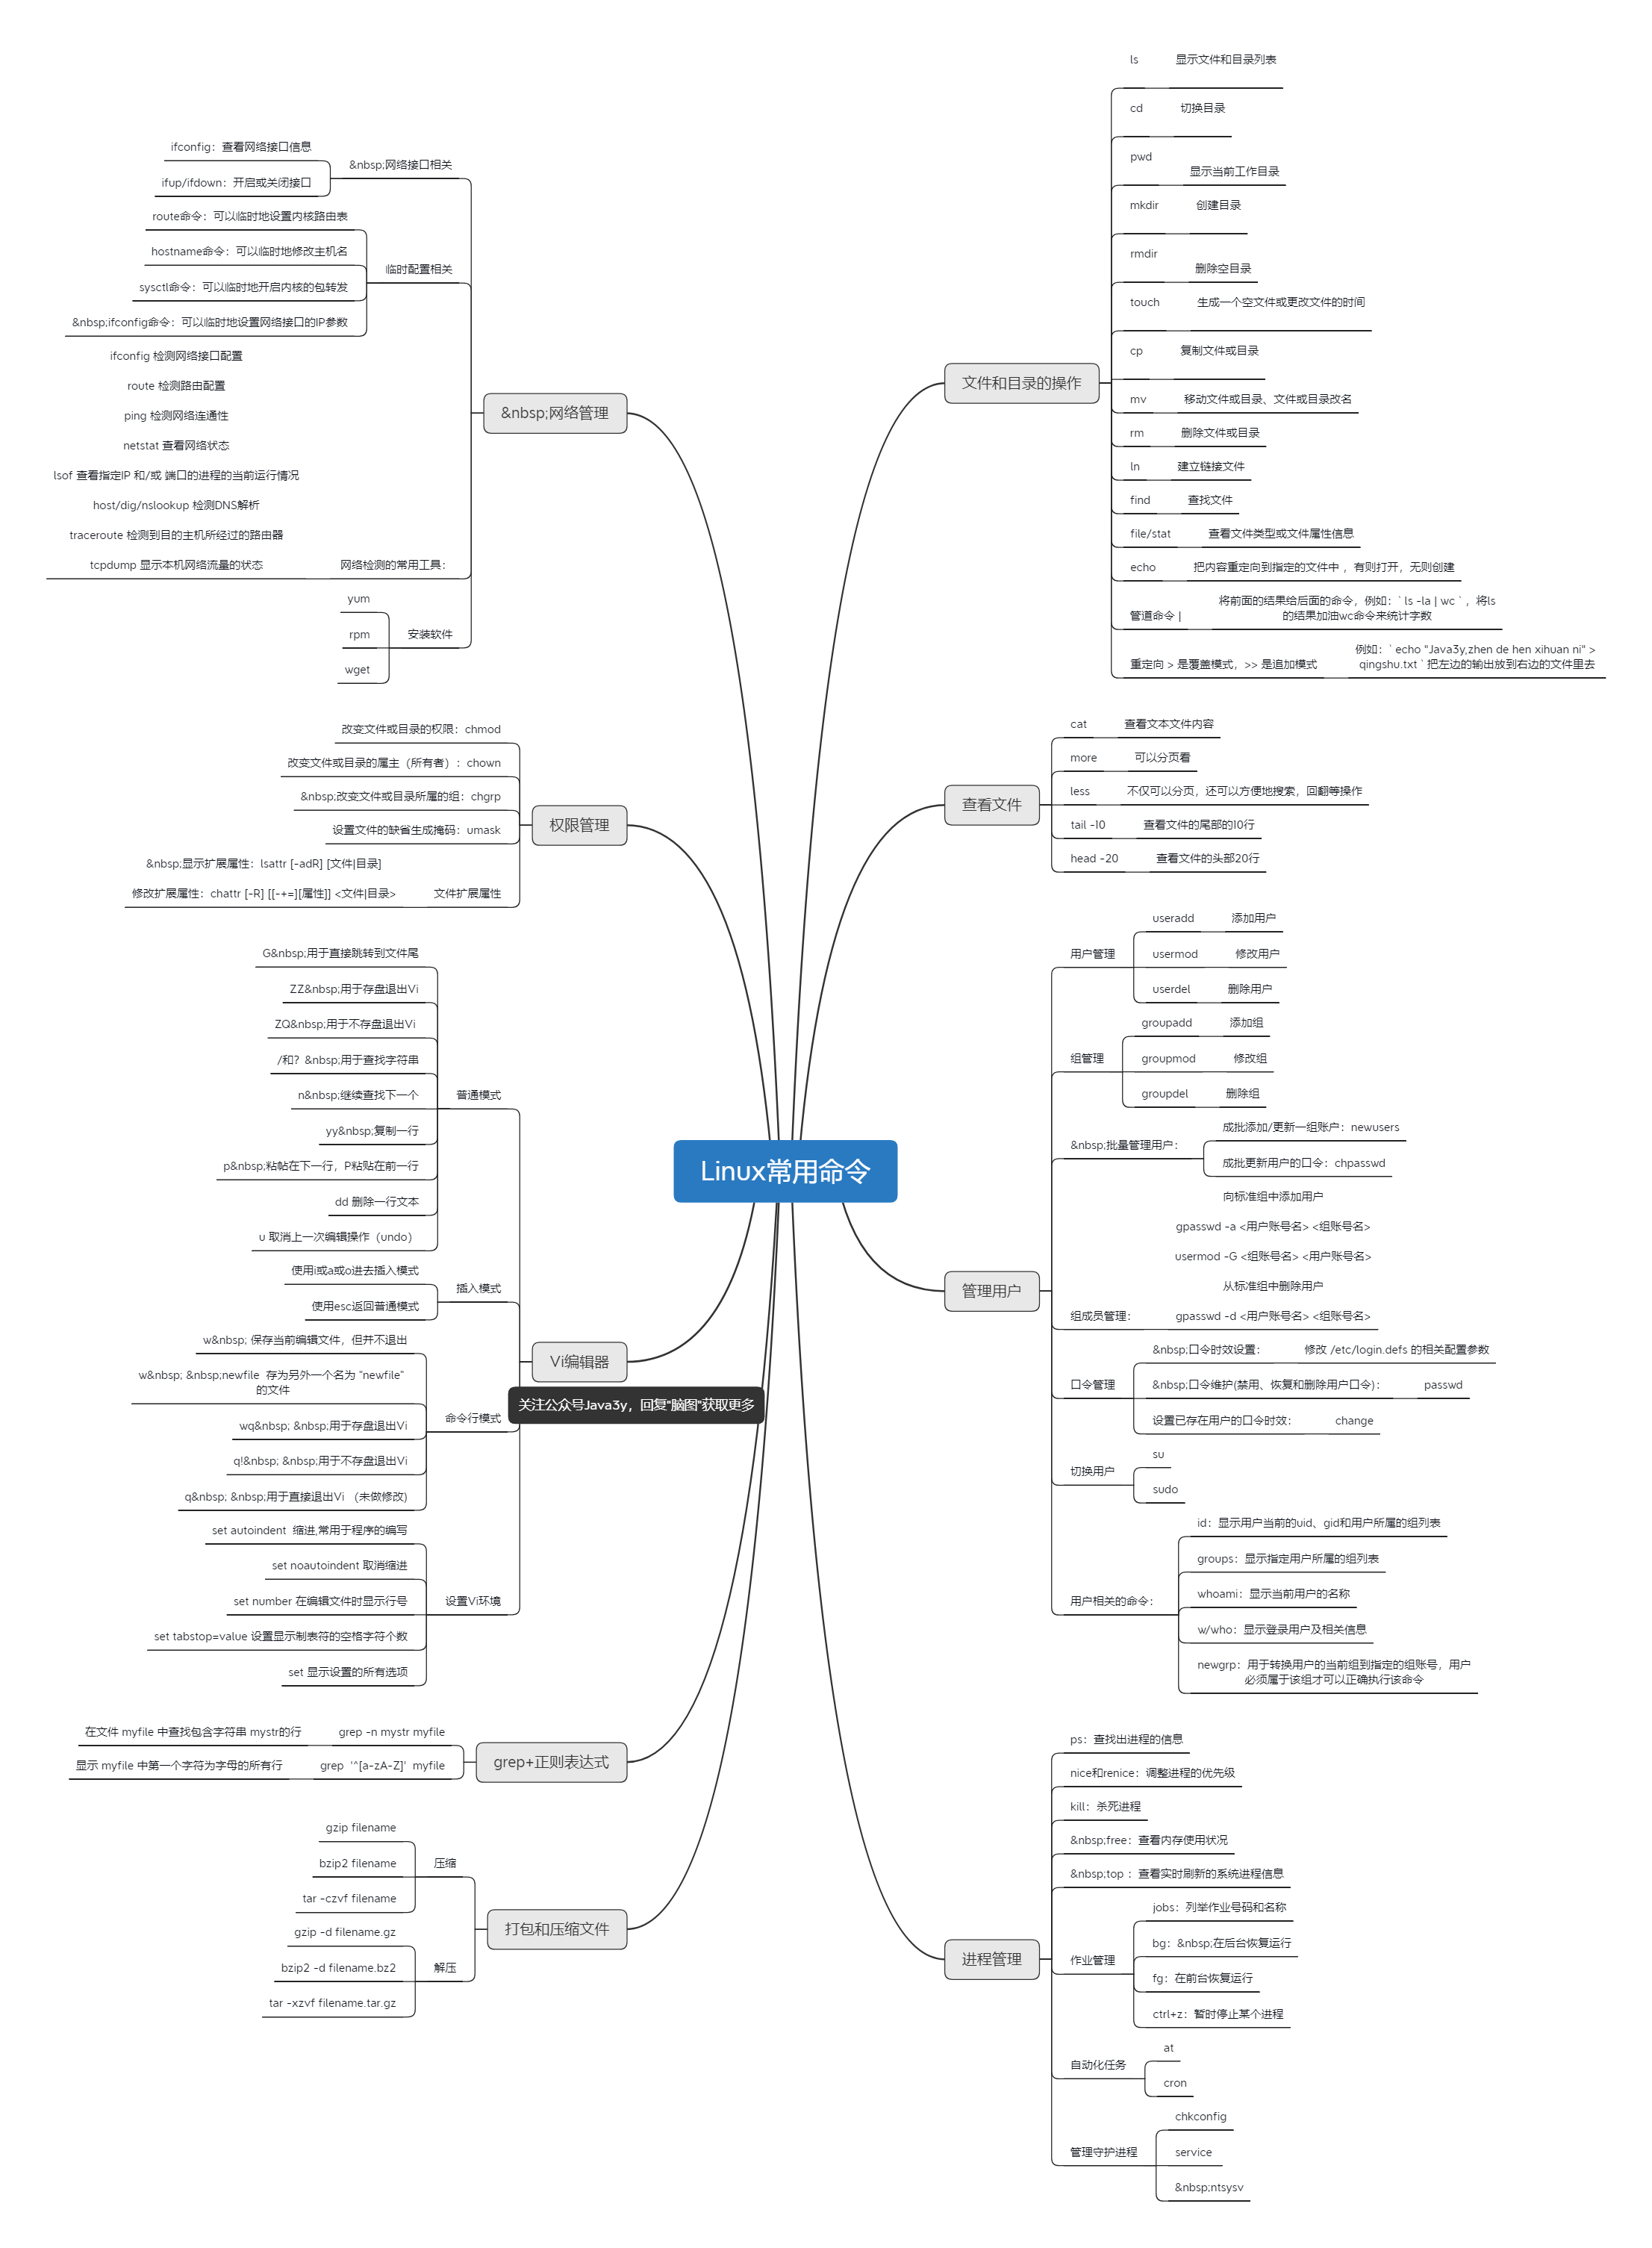 Linux常用命令
关注公众号Java3y，回复"脑图"获取更多
文件和目录的操作
ls 显示文件和目录列表
cd 切换目录
pwd 显示当前工作目录
mkdir 创建目录
rmdir 删除空目录
touch 生成一个空文件或更改文件的时间
cp 复制文件或目录
mv 移动文件或目录、文件或目录改名
rm 删除文件或目录
ln 建立链接文件
find 查找文件
file/stat 查看文件类型或文件属性信息
echo 把内容重定向到指定的文件中 ，有则打开，无则创建
管道命令 |
将前面的结果给后面的命令，例如：` ls -la | wc `，将ls
的结果加油wc命令来统计字数
重定向 > 是覆盖模式，>> 是追加模式
例如：` echo "Java3y,zhen de hen xihuan ni" >
qingshu.txt ` 把左边的输出放到右边的文件里去
查看文件
cat 查看文本文件内容
more 可以分页看
less 不仅可以分页，还可以方便地搜索，回翻等操作
tail -10 查看文件的尾部的10行
head -20 查看文件的头部20行
管理用户
用户管理
useradd 添加用户
usermod 修改用户
userdel 删除用户
组管理
groupadd 添加组
groupmod 修改组
groupdel 删除组
&nbsp;批量管理用户：
成批添加/更新一组账户：newusers
成批更新用户的口令：chpasswd
组成员管理：
向标准组中添加用户
gpasswd -a <用户账号名> <组账号名>
usermod -G <组账号名> <用户账号名>
从标准组中删除用户
gpasswd -d <用户账号名> <组账号名>
口令管理
&nbsp;口令时效设置： 修改 /etc/login.defs 的相关配置参数
&nbsp;口令维护(禁用、恢复和删除用户口令)： passwd
设置已存在用户的口令时效： change
切换用户
su
sudo
用户相关的命令：
id：显示用户当前的uid、gid和用户所属的组列表
groups：显示指定用户所属的组列表
whoami：显示当前用户的名称
w/who：显示登录用户及相关信息
newgrp：用于转换用户的当前组到指定的组账号，用户
必须属于该组才可以正确执行该命令
进程管理
ps：查找出进程的信息
nice和renice：调整进程的优先级
kill：杀死进程
&nbsp;free：查看内存使用状况
&nbsp;top ：查看实时刷新的系统进程信息
作业管理
jobs：列举作业号码和名称
bg：&nbsp;在后台恢复运行
fg：在前台恢复运行
ctrl+z：暂时停止某个进程
自动化任务
at
cron
管理守护进程
chkconfig
service
&nbsp;ntsysv
&nbsp;网络管理
&nbsp;网络接口相关
ifconfig：查看网络接口信息
ifup/ifdown：开启或关闭接口
临时配置相关
route命令：可以临时地设置内核路由表
hostname命令：可以临时地修改主机名
sysctl命令：可以临时地开启内核的包转发
&nbsp;ifconfig命令：可以临时地设置网络接口的IP参数
网络检测的常用工具：
ifconfig 检测网络接口配置
route 检测路由配置
ping 检测网络连通性
netstat 查看网络状态
lsof 查看指定IP 和/或 端口的进程的当前运行情况
host/dig/nslookup 检测DNS解析
traceroute 检测到目的主机所经过的路由器
tcpdump 显示本机网络流量的状态
安装软件
yum
rpm
wget
权限管理
改变文件或目录的权限：chmod
改变文件或目录的属主（所有者）：chown
&nbsp;改变文件或目录所属的组：chgrp
设置文件的缺省生成掩码：umask
文件扩展属性
&nbsp;显示扩展属性：lsattr [-adR] [文件|目录]
修改扩展属性：chattr [-R] [[-+=][属性]] <文件|目录>
Vi编辑器
普通模式
G&nbsp;用于直接跳转到文件尾
ZZ&nbsp;用于存盘退出Vi
ZQ&nbsp;用于不存盘退出Vi
/和？&nbsp;用于查找字符串
n&nbsp;继续查找下一个
yy&nbsp;复制一行
p&nbsp;粘帖在下一行，P粘贴在前一行
dd 删除一行文本
u 取消上一次编辑操作（undo）
插入模式
使用i或a或o进去插入模式
使用esc返回普通模式
命令行模式
w&nbsp; 保存当前编辑文件，但并不退出
w&nbsp; &nbsp;newfile  存为另外一个名为 "newfile"
的文件
wq&nbsp; &nbsp;用于存盘退出Vi
q!&nbsp; &nbsp;用于不存盘退出Vi
q&nbsp; &nbsp;用于直接退出Vi （未做修改)
设置Vi环境
set autoindent  缩进,常用于程序的编写
set noautoindent 取消缩进
set number 在编辑文件时显示行号
set tabstop=value 设置显示制表符的空格字符个数
set 显示设置的所有选项
grep+正则表达式
grep -n mystr myfile 在文件 myfile 中查找包含字符串 mystr的行
grep  '^[a-zA-Z]'  myfile 显示 myfile 中第一个字符为字母的所有行
打包和压缩文件
压缩
gzip filename
bzip2 filename
tar -czvf filename
解压
gzip -d filename.gz
bzip2 -d filename.bz2
tar -xzvf filename.tar.gz